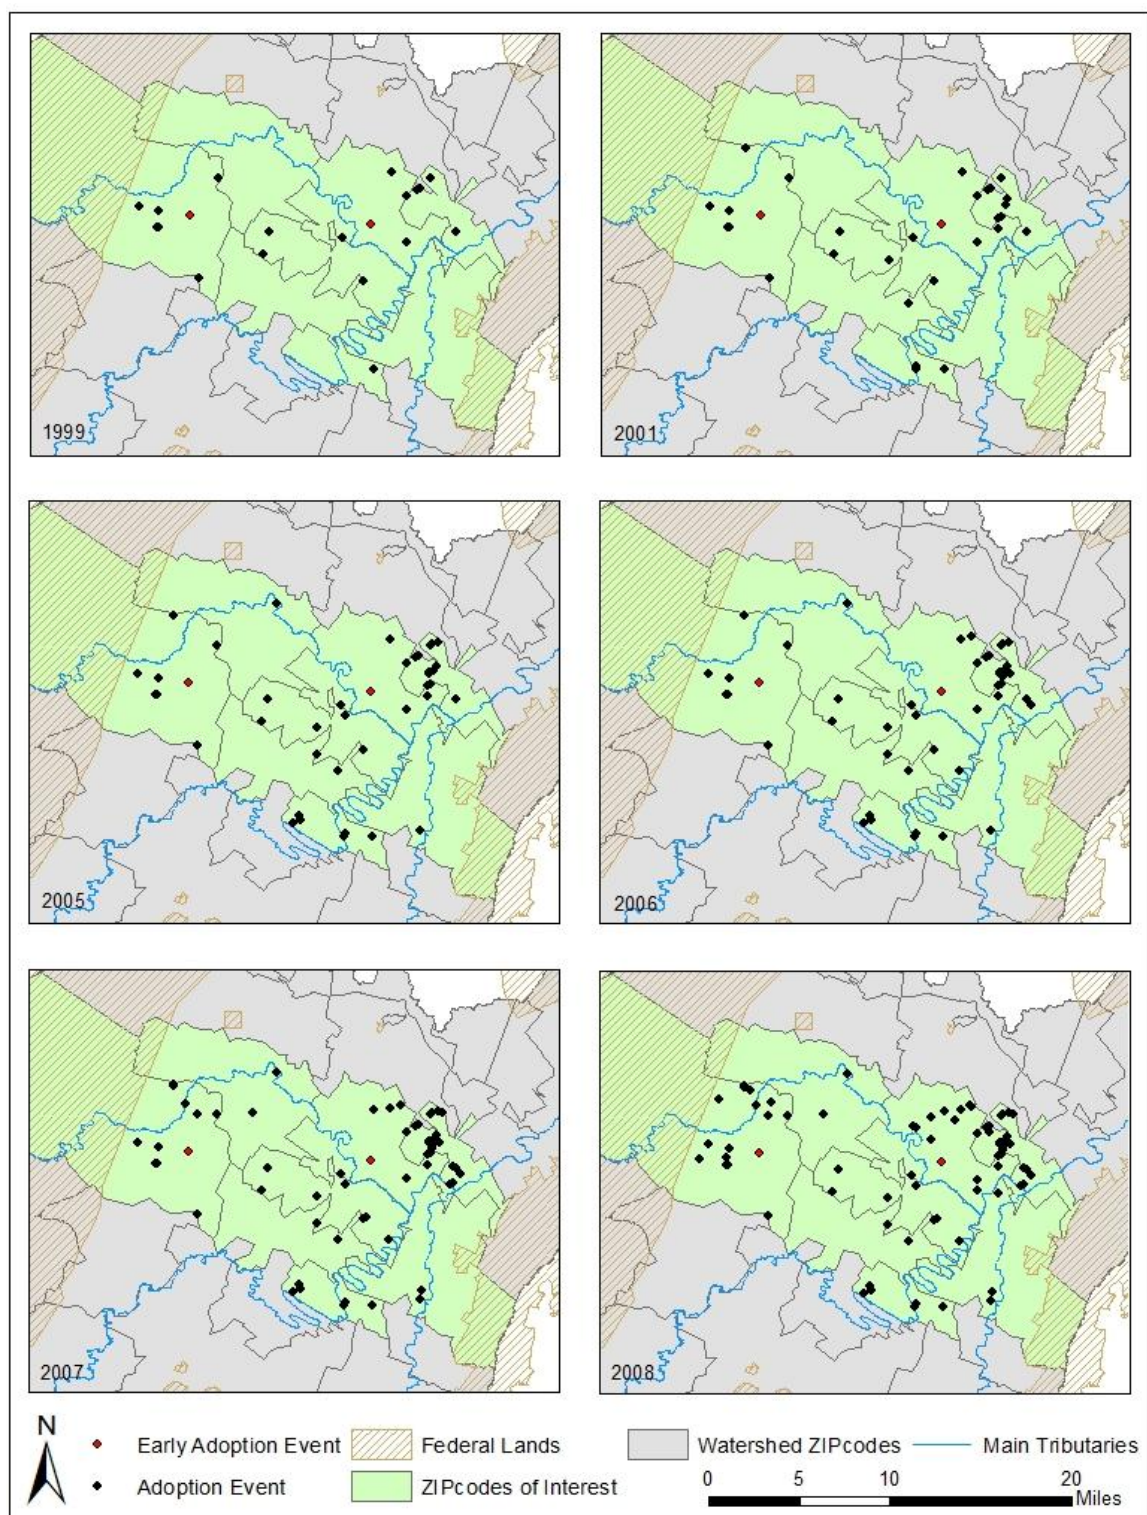 1999
2001
2005
2006
2007
2008
N
Early Adoption Event
Federal Lands
Watershed ZIPcodes
Main Tributaries
Adoption Event
ZIPcodes of Interest
0 5 10 20
Miles